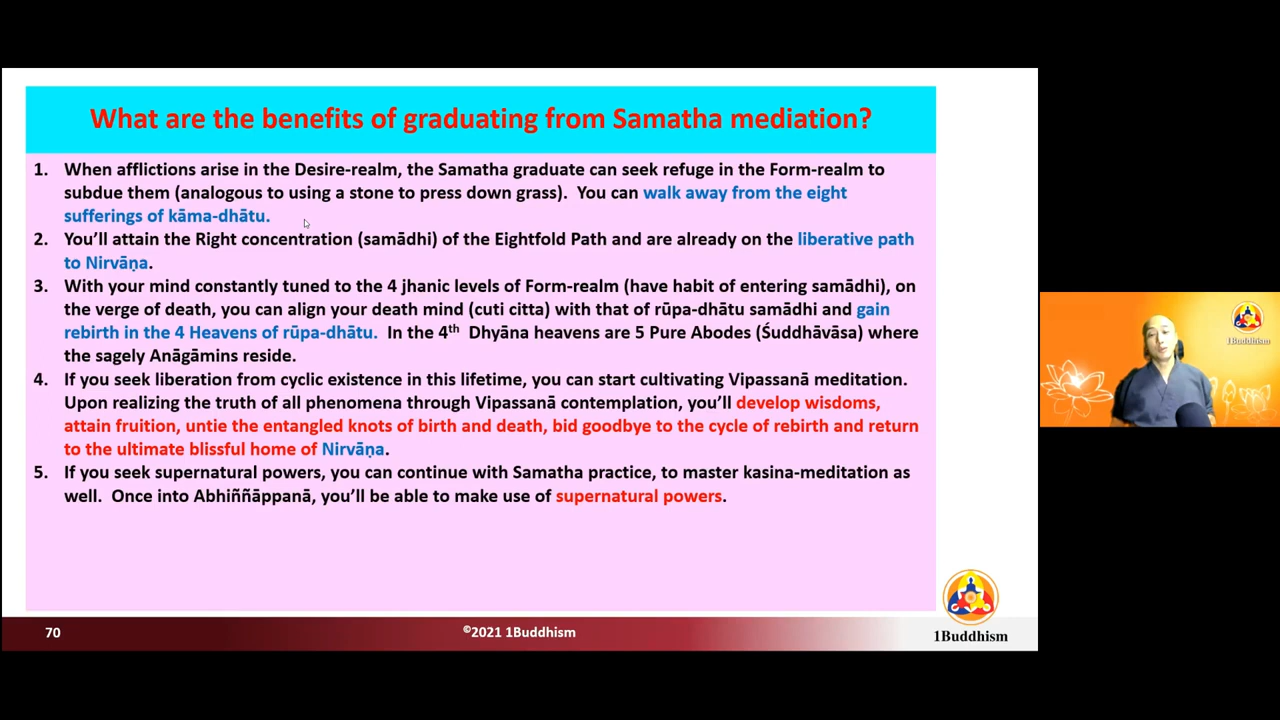 What are the benefits of graduating from Samatha mediation?
1. When afflictions arise in the Desire-realm, the Samatha graduate can seek refuge in the Form-realm to
subdue them (analogous to using a stone to press down grass). You can walk away from the eight
sufferings of kāma-dhātu.
2. You’ll attain the Right concentration (samādhi) of the Eightfold Path and are already on the liberative path
to Nirvāṇa.
3. With your mind constantly tuned to the 4 jhanic levels of Form-realm (have habit of entering samādhi), on
the verge of death, you can align your death mind (cuti citta) with that of rūpa-dhātu samādhi and gain
rebirth in the 4 Heavens of rūpa-dhātu. In the 4th Dhyāna heavens are 5 Pure Abodes (Śuddhāvāsa) where
the sagely Anāgāmins reside.
4. If you seek liberation from cyclic existence in this lifetime, you can start cultivating Vipassanā meditation.
Upon realizing the truth of all phenomena through Vipassanā contemplation, you’ll develop wisdoms,
attain fruition, untie the entangled knots of birth and death, bid goodbye to the cycle of rebirth and return
to the ultimate blissful home of Nirvāṇa.
5. If you seek supernatural powers, you can continue with Samatha practice, to master kasina-meditation as
well. Once into Abhiññāppanā, you’ll be able to make use of supernatural powers.
70
©2021 1Buddhism
1Buddhism
1Buddhism